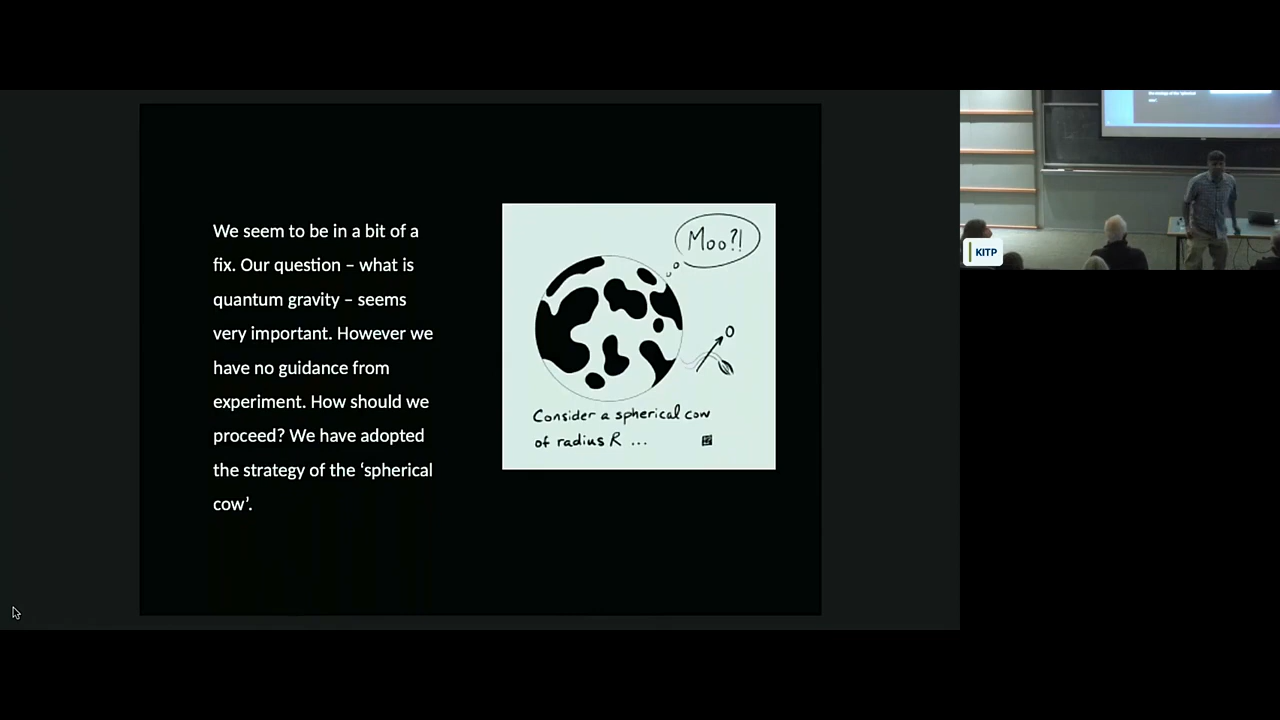 We seem to be in a bit of a
fix. Our question – what is
quantum gravity – seems
very important. However we
have no guidance from
experiment. How should we
proceed? We have adopted
the strategy of the ‘spherical
cow’.
Moo?!
Consider a spherical cow
of radius R ...
KITP